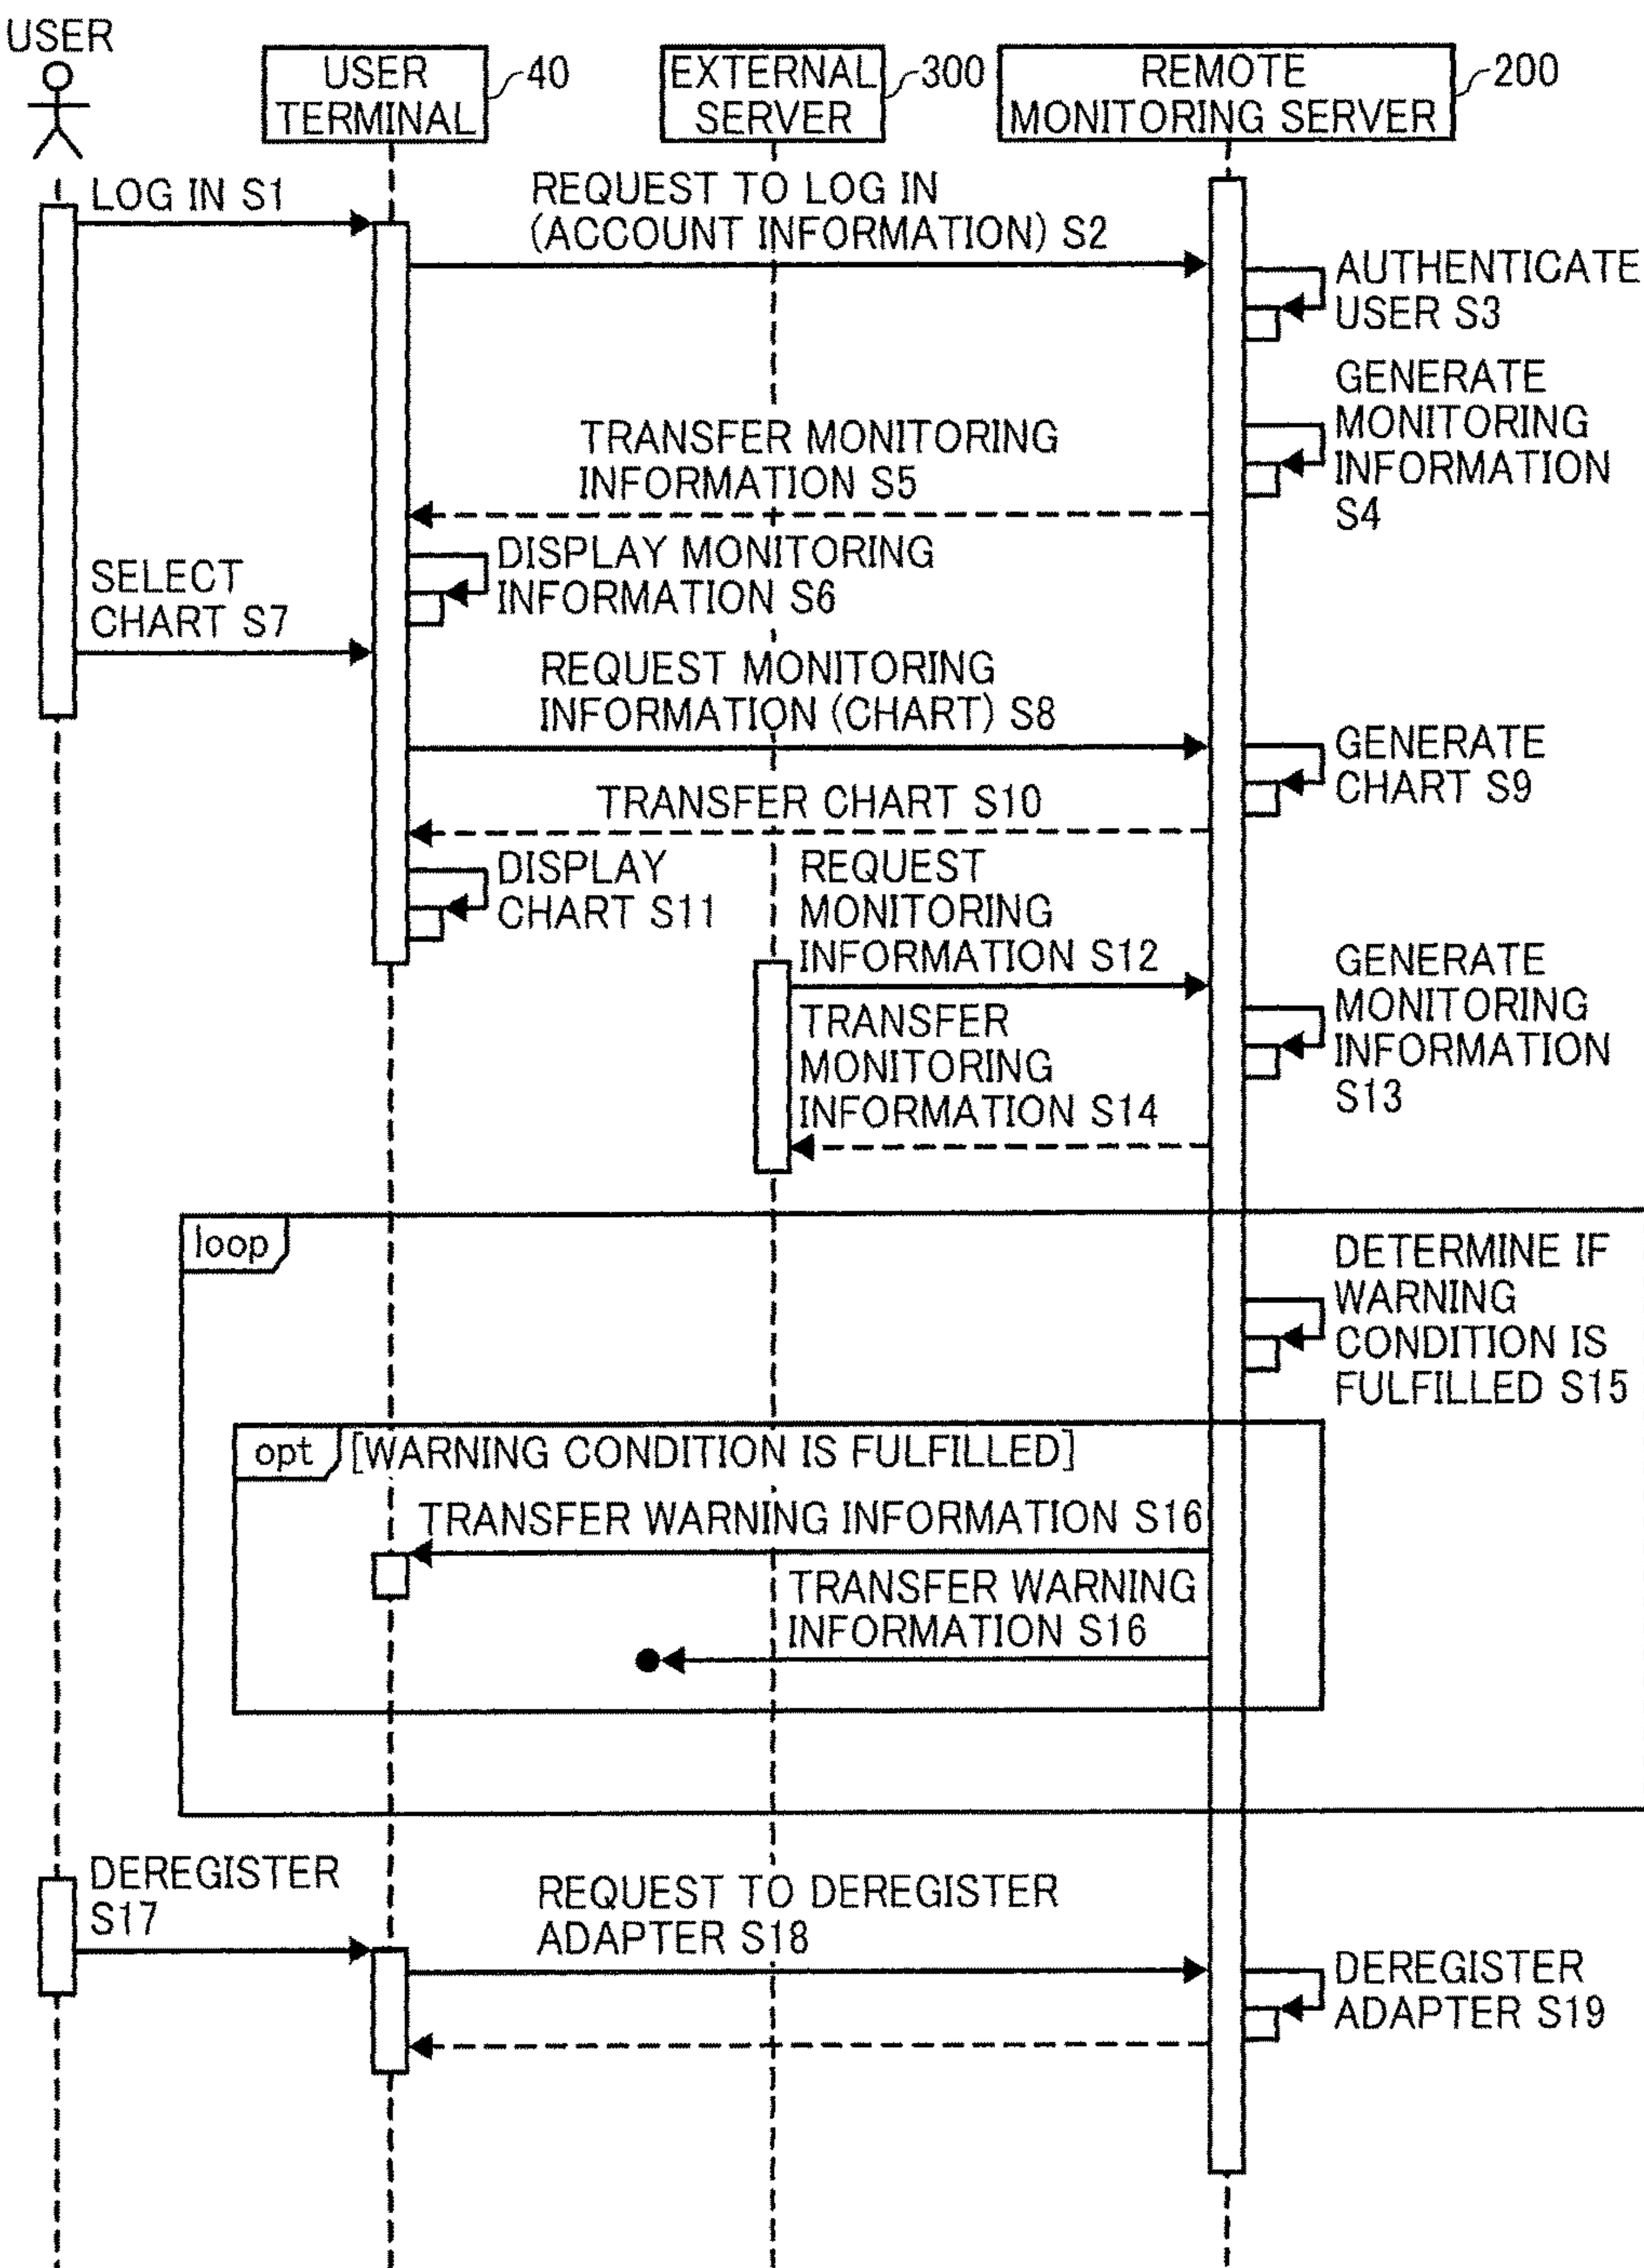 USER
USER
TERMINAL
40
EXTERNAL
SERVER
300
REMOTE
MONITORING SERVER
200
LOG IN S1
REQUEST TO LOG IN
(ACCOUNT INFORMATION) S2
AUTHENTICATE
USER S3
GENERATE
MONITORING
INFORMATION
S4
TRANSFER MONITORING
INFORMATION S5
DISPLAY MONITORING
INFORMATION S6
SELECT
CHART S7
REQUEST MONITORING
INFORMATION (CHART) S8
GENERATE
CHART S9
TRANSFER CHART S10
DISPLAY
CHART S11
REQUEST
MONITORING
INFORMATION S12
GENERATE
MONITORING
INFORMATION
S13
TRANSFER
MONITORING
INFORMATION S14
loop
DETERMINE IF
WARNING
CONDITION IS
FULFILLED S15
opt
[WARNING CONDITION IS FULFILLED]
TRANSFER WARNING INFORMATION S16
TRANSFER WARNING
INFORMATION S16
DEREGISTER
S17
REQUEST TO DEREGISTER
ADAPTER S18
DEREGISTER
ADAPTER S19